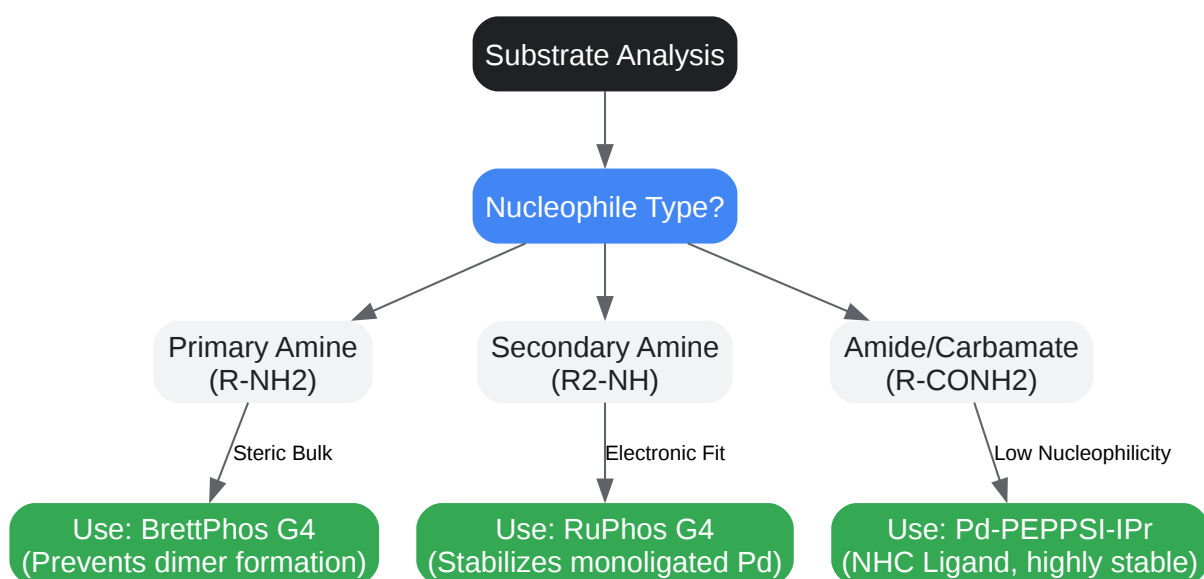 Substrate Analysis
Nucleophile Type?
Primary Amine
(R-NH2)
Secondary Amine
(R2-NH)
Amide/Carbamate
(R-CONH2)
Steric Bulk
Electronic Fit
Low Nucleophilicity
Use: BrettPhos G4
(Prevents dimer formation)
Use: RuPhos G4
(Stabilizes monoligated Pd)
Use: Pd-PEPPSI-IPr
(NHC Ligand, highly stable)